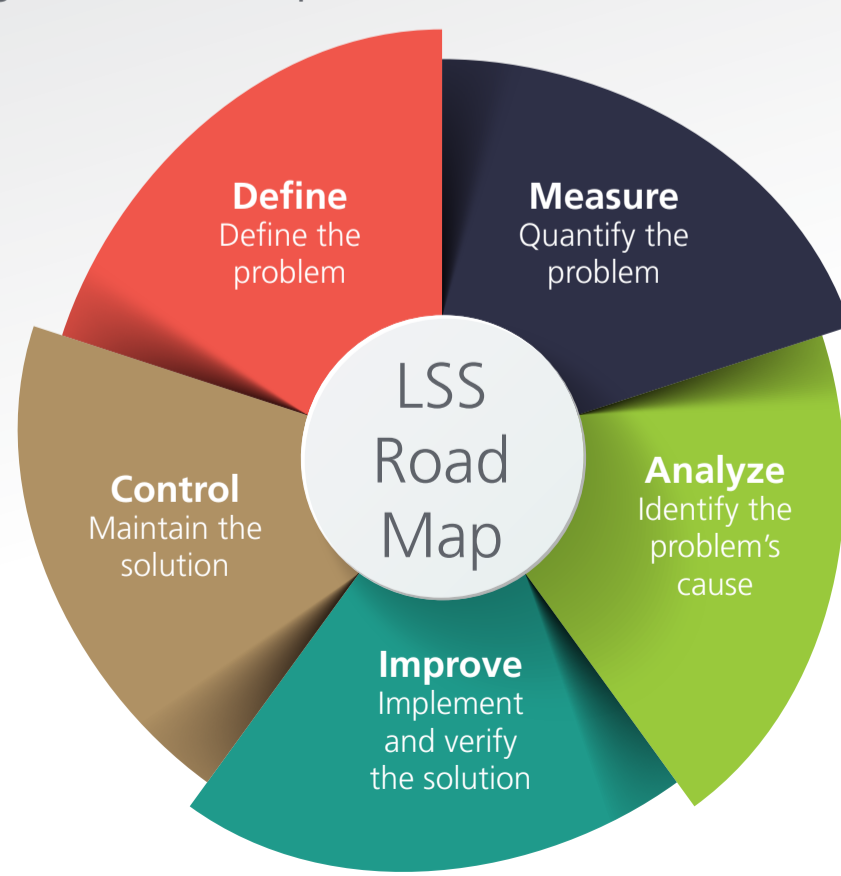 Define
Define the
problem
Measure
Quantify the
problem
Analyze
Identify the
problem’s
cause
Improve
Implement
and verify
the solution
Control
Maintain the
solution
LSS
Road
Map